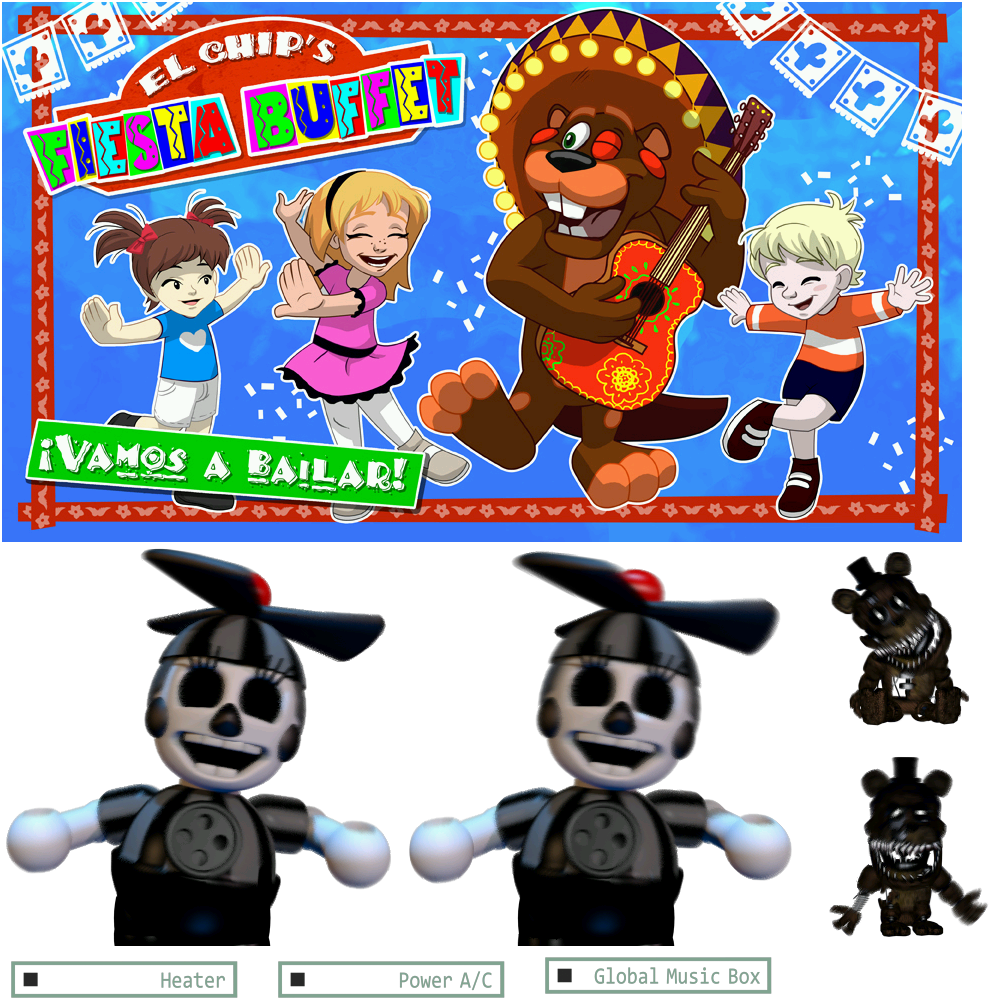 EL CHIP'S
FIESTA BUFFET
¡VAMOS A BAILAR!
Heater
Power A/C
Global Music Box